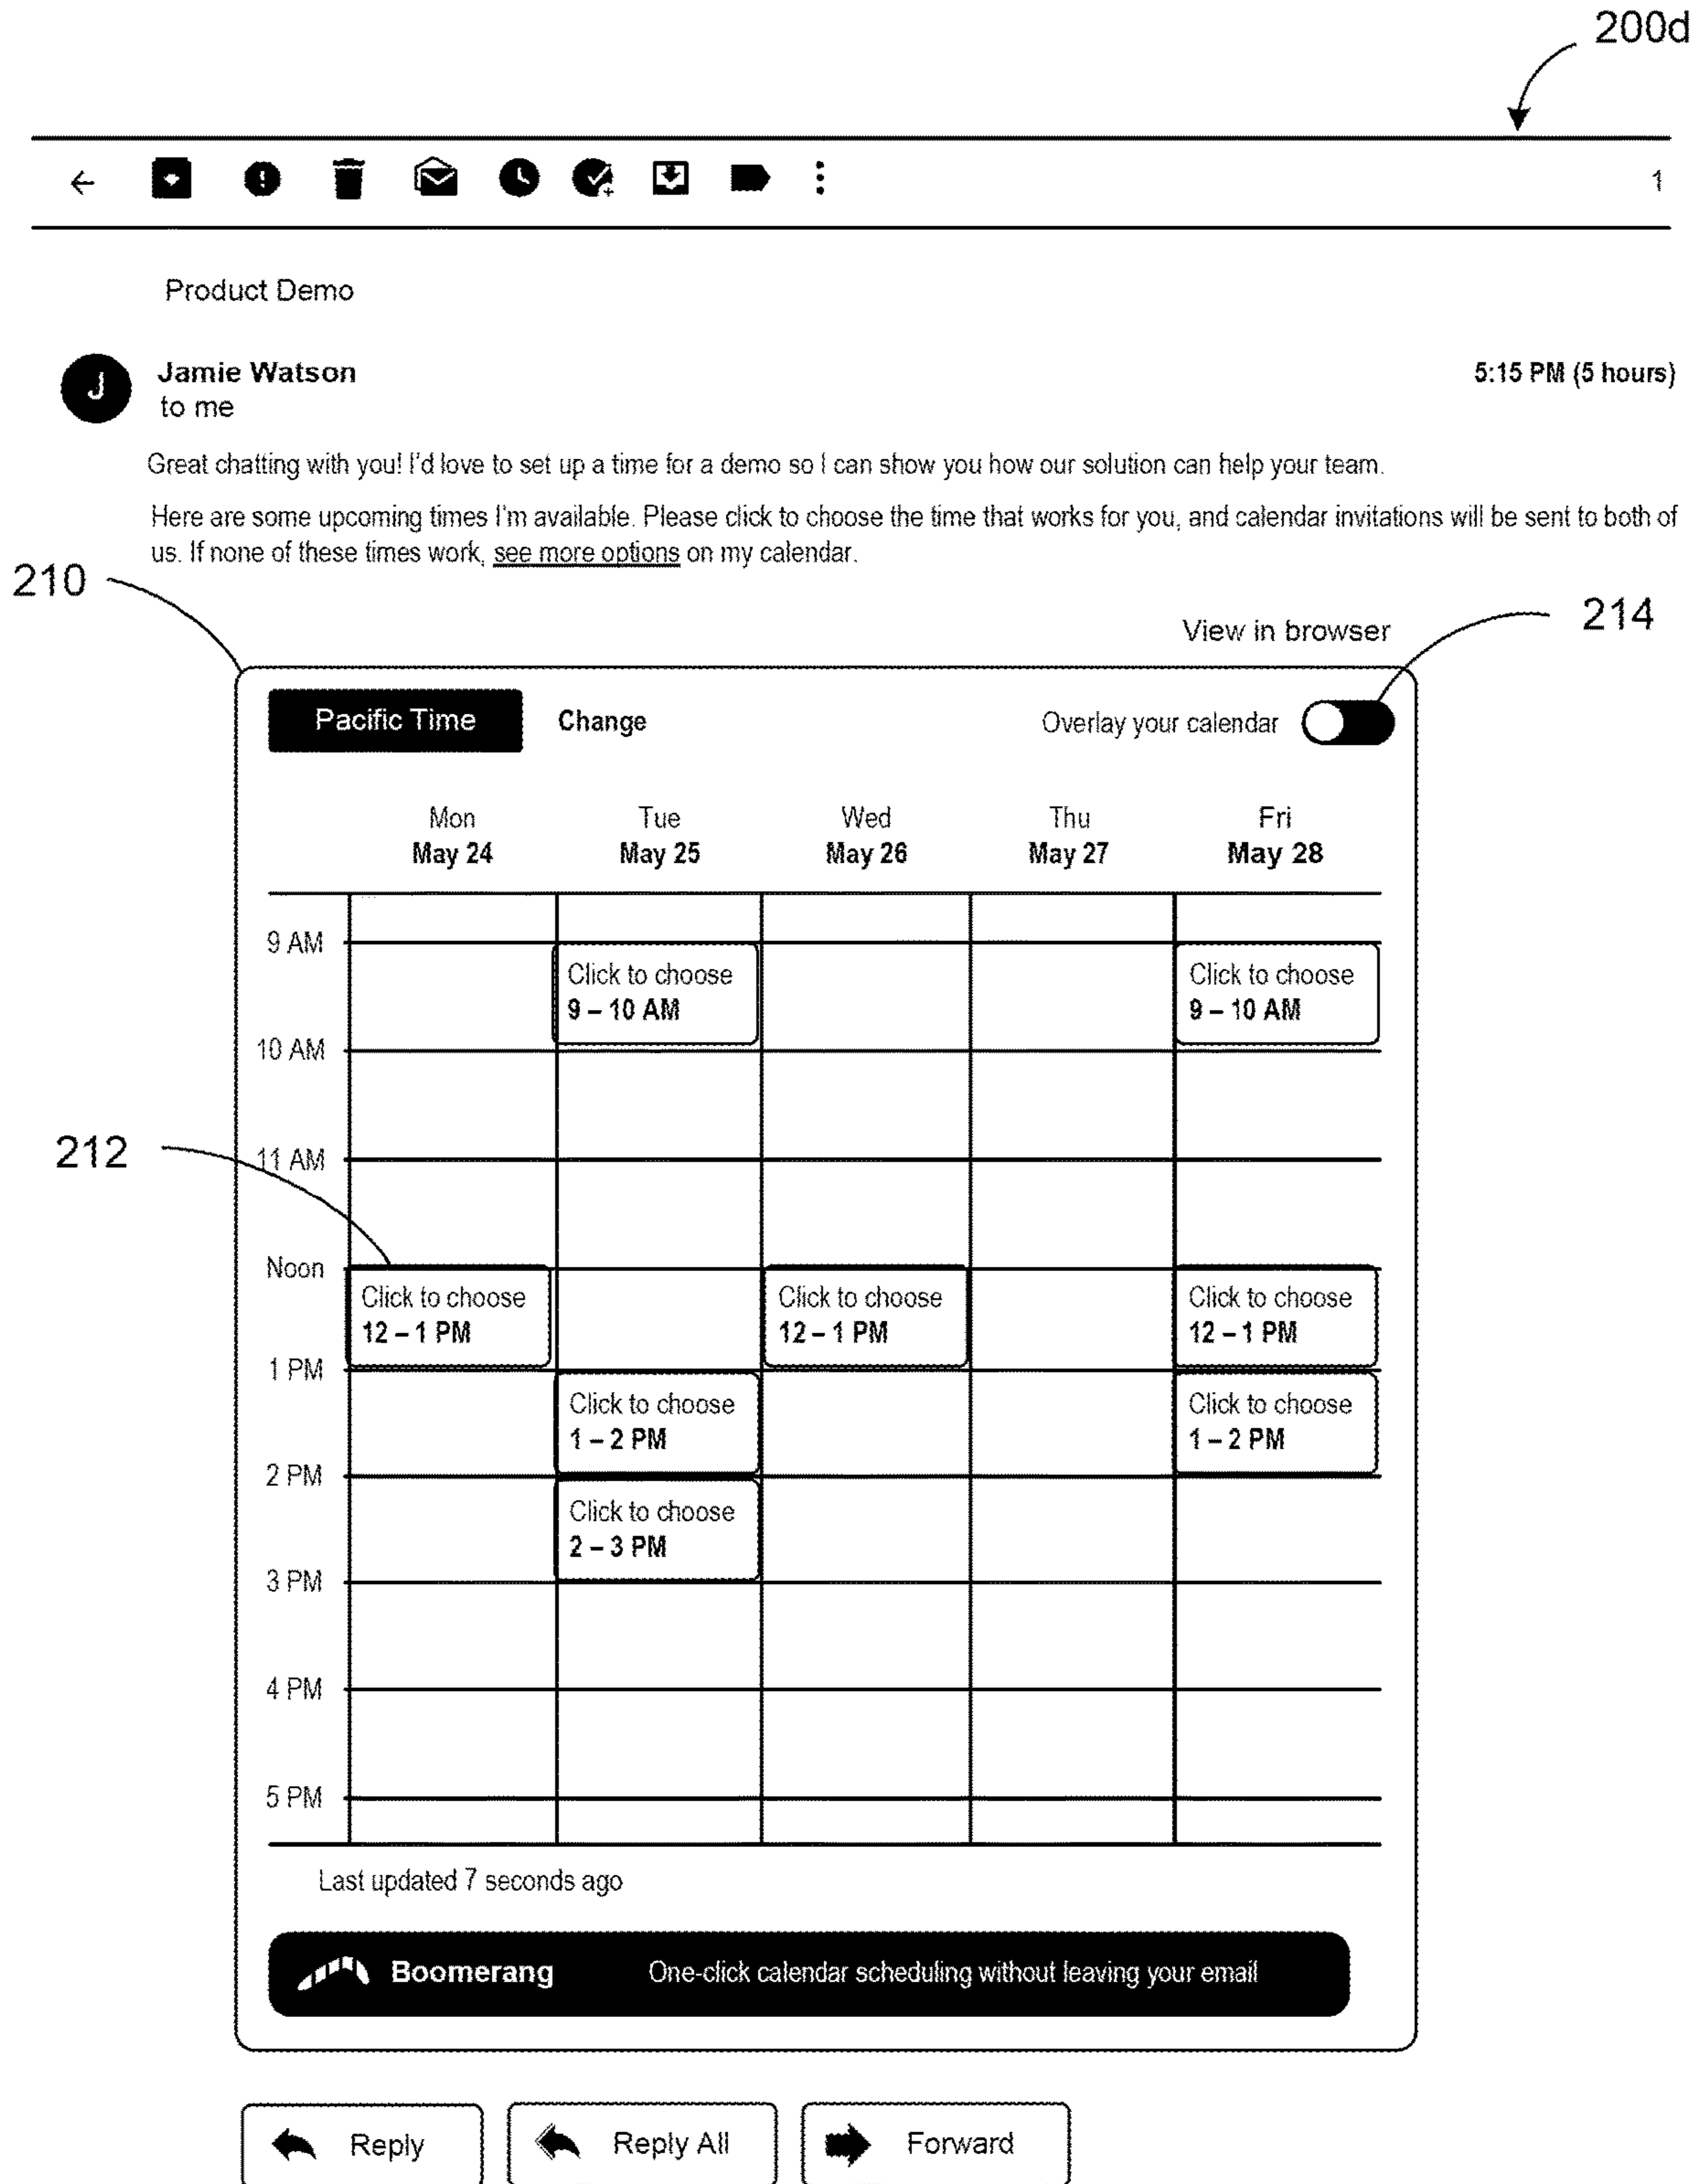 200d
1
Product Demo
J
Jamie Watson
5:15 PM (5 hours)
to me
Great chatting with you! I'd love to set up a time for a demo so I can show you how our solution can help your team.
Here are some upcoming times I'm available. Please click to choose the time that works for you, and calendar invitations will be sent to both of
us. If none of these times work, see more options on my calendar.
210
214
View in browser
Pacific Time
Change
Overlay your calendar
Mon Tue Wed Thu Fri
May 24 May 25 May 26 May 27 May 28
9 AM
Click to choose Click to choose
9 – 10 AM 9 – 10 AM
10 AM
212
11 AM
Noon
Click to choose Click to choose Click to choose
12 – 1 PM 12 – 1 PM 12 – 1 PM
1 PM
Click to choose Click to choose
1 – 2 PM 1 – 2 PM
2 PM
Click to choose
2 – 3 PM
3 PM
4 PM
5 PM
Last updated 7 seconds ago
Boomerang One-click calendar scheduling without leaving your email
Reply Reply All Forward